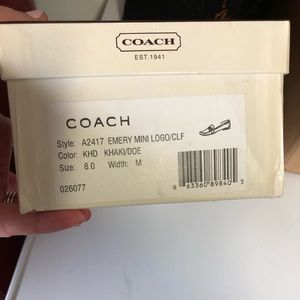 COACH
EST. 1941
COACH
Style: A2417 EMERY MINI LOGO/CLF
Color: KHD KHAKI/DOE
Size: 8.0 Width: M
026077
6 63360 89840 5